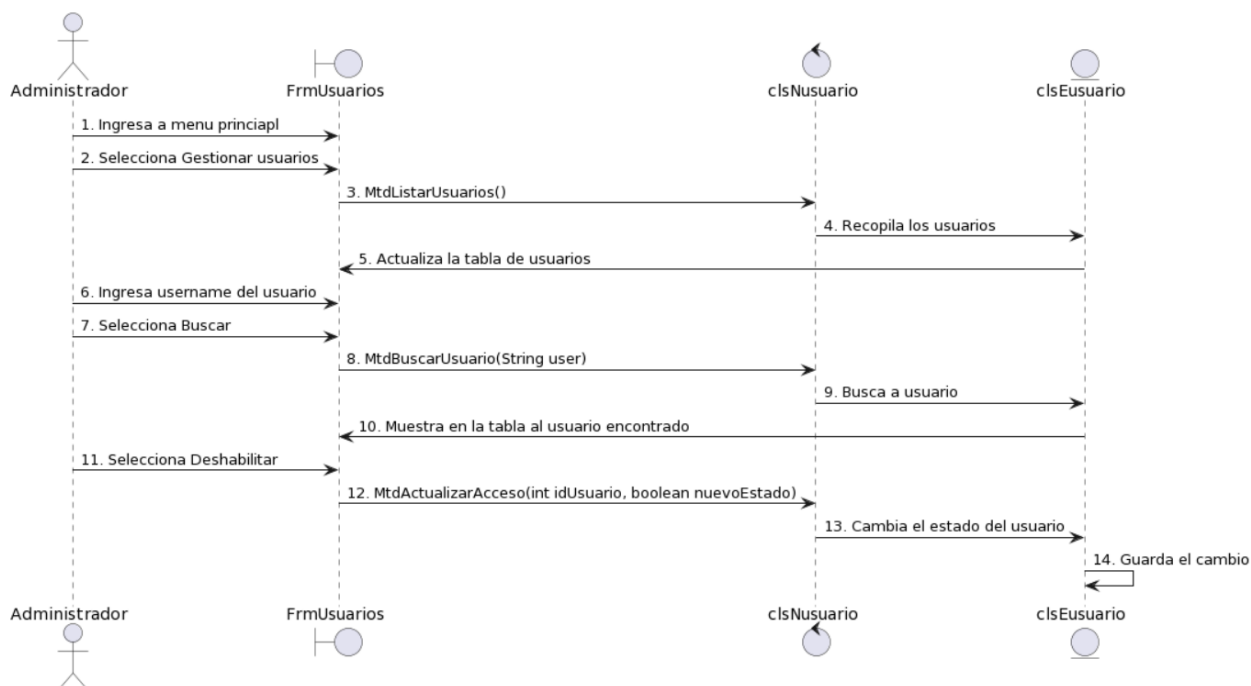 Administrador
FrmUsuarios
clsNusuario
clsEusuario
1. Ingresa a menu princiapl
2. Selecciona Gestionar usuarios
3. MtdListarUsuarios()
4. Recopila los usuarios
5. Actualiza la tabla de usuarios
6. Ingresa username del usuario
7. Selecciona Buscar
8. MtdBuscarUsuario(String user)
9. Busca a usuario
10. Muestra en la tabla al usuario encontrado
11. Selecciona Deshabilitar
12. MtdActualizarAcceso(int idUsuario, boolean nuevoEstado)
13. Cambia el estado del usuario
14. Guarda el cambio
Administrador
FrmUsuarios
clsNusuario
clsEusuario